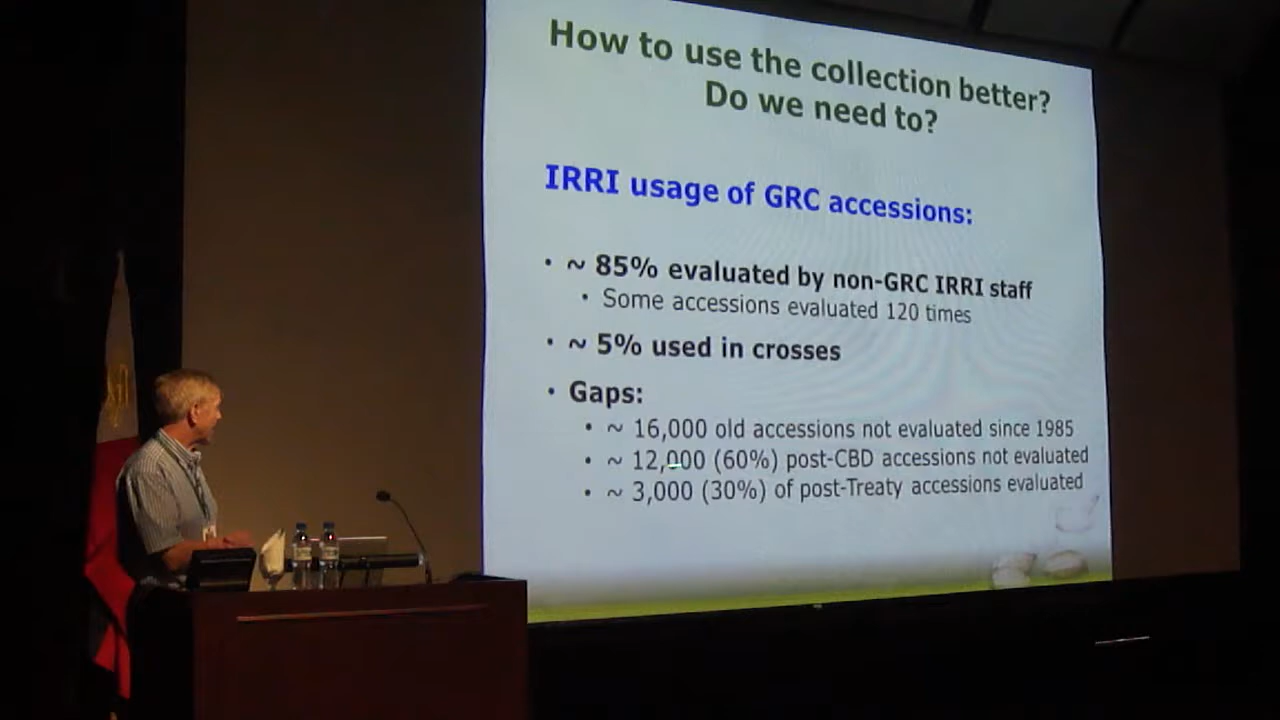 How to use the collection better?
Do we need to?
IRRI usage of GRC accessions:
• ~ 85% evaluated by non-GRC IRRI staff
• Some accessions evaluated 120 times
• ~ 5% used in crosses
• Gaps:
• ~ 16,000 old accessions not evaluated since 1985
• ~ 12,000 (60%) post-CBD accessions not evaluated
• ~ 3,000 (30%) of post-Treaty accessions evaluated